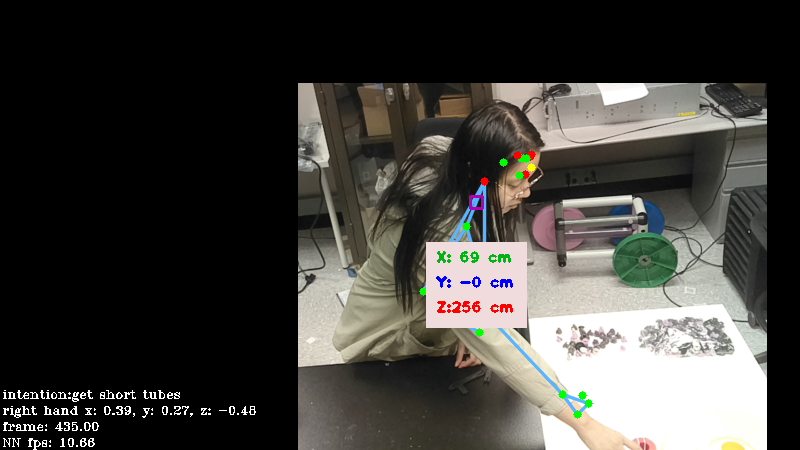 X: 69 cm
Y: -0 cm
Z:256 cm
intention:get short tubes
right hand x: 0.39, y: 0.27, z: -0.48
frame: 435.00
NN fps: 10.66